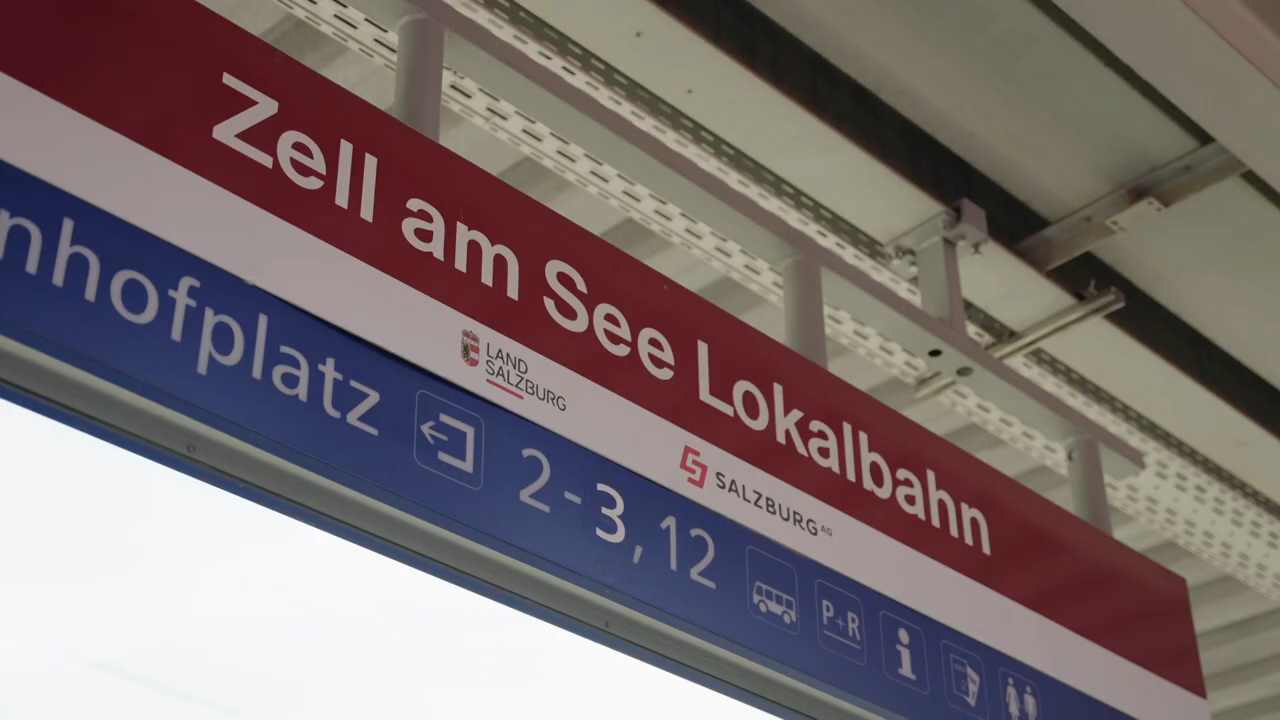 Zell am See Lokalbahn
LAND
SALZBURG
SALZBURG AG
nhofplatz 2-3, 12
P+R
i